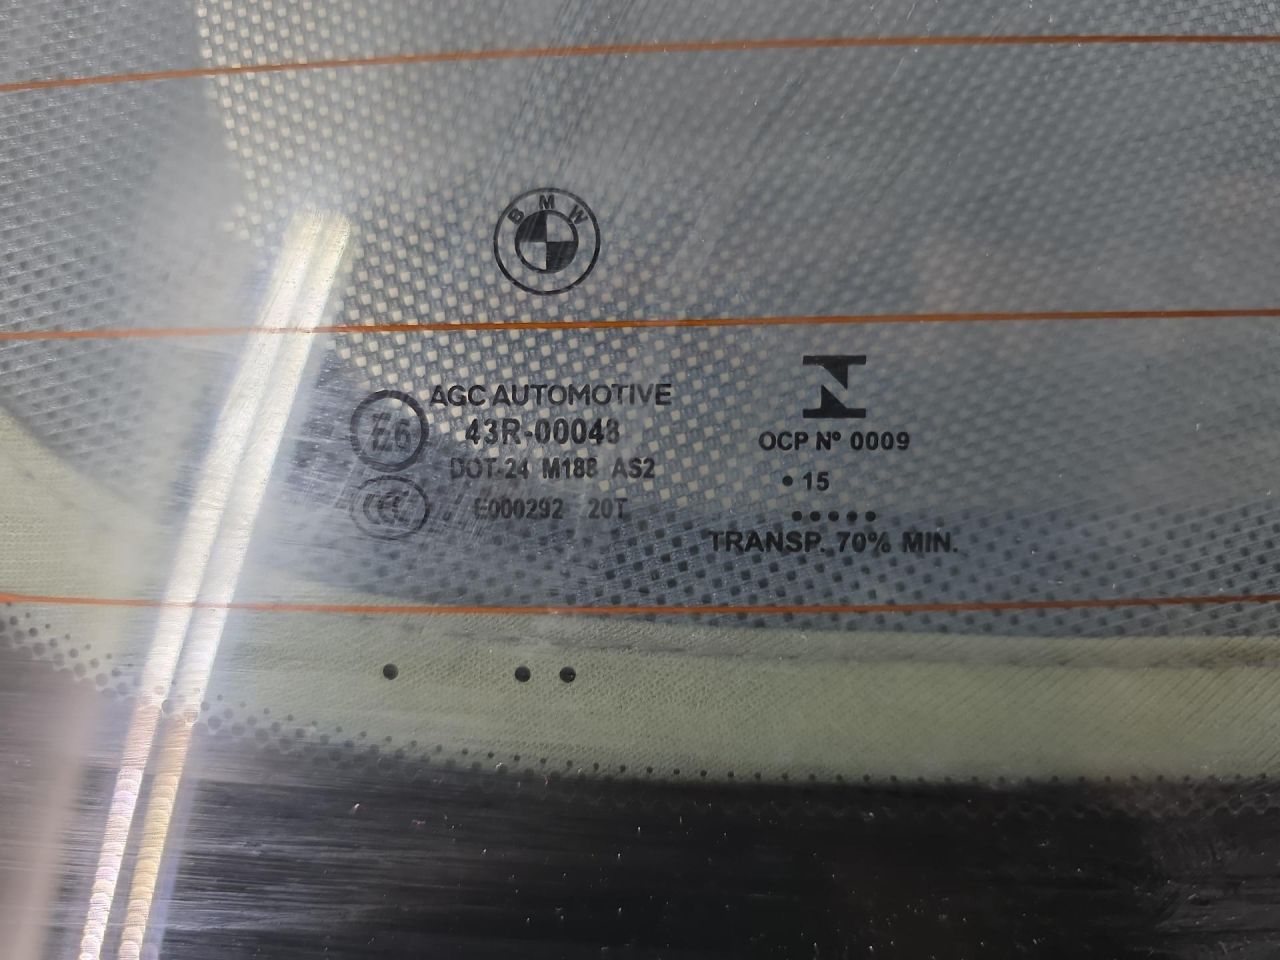 BMW
AGC AUTOMOTIVE
E6
43R-00048
DOT-24 M188 AS2
CCC
E000292 20T
N
OCP Nº 0009
• 15
•••••
TRANSP. 70% MIN.